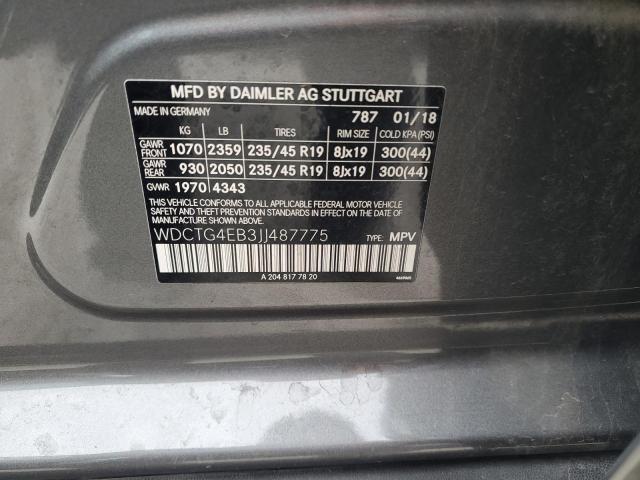 MFD BY DAIMLER AG STUTTGART
MADE IN GERMANY 787 01/18
KG LB TIRES RIM SIZE COLD KPA (PSI)
GAWR FRONT 1070 2359 235/45 R19 8Jx19 300(44)
GAWR REAR 930 2050 235/45 R19 8Jx19 300(44)
GVWR 1970 4343
THIS VEHICLE CONFORMS TO ALL APPLICABLE FEDERAL MOTOR VEHICLE
SAFETY AND THEFT PREVENTION STANDARDS IN EFFECT ON THE DATE OF
MANUFACTURE SHOWN ABOVE.
WDCTG4EB3JJ487775 TYPE: MPV
A 204 817 78 20